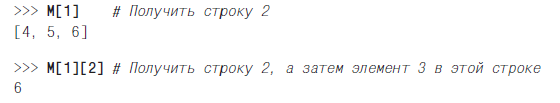 >>> M[1] # Получить строку 2
[4, 5, 6]
>>> M[1][2] # Получить строку 2, а затем элемент 3 в этой строке
6